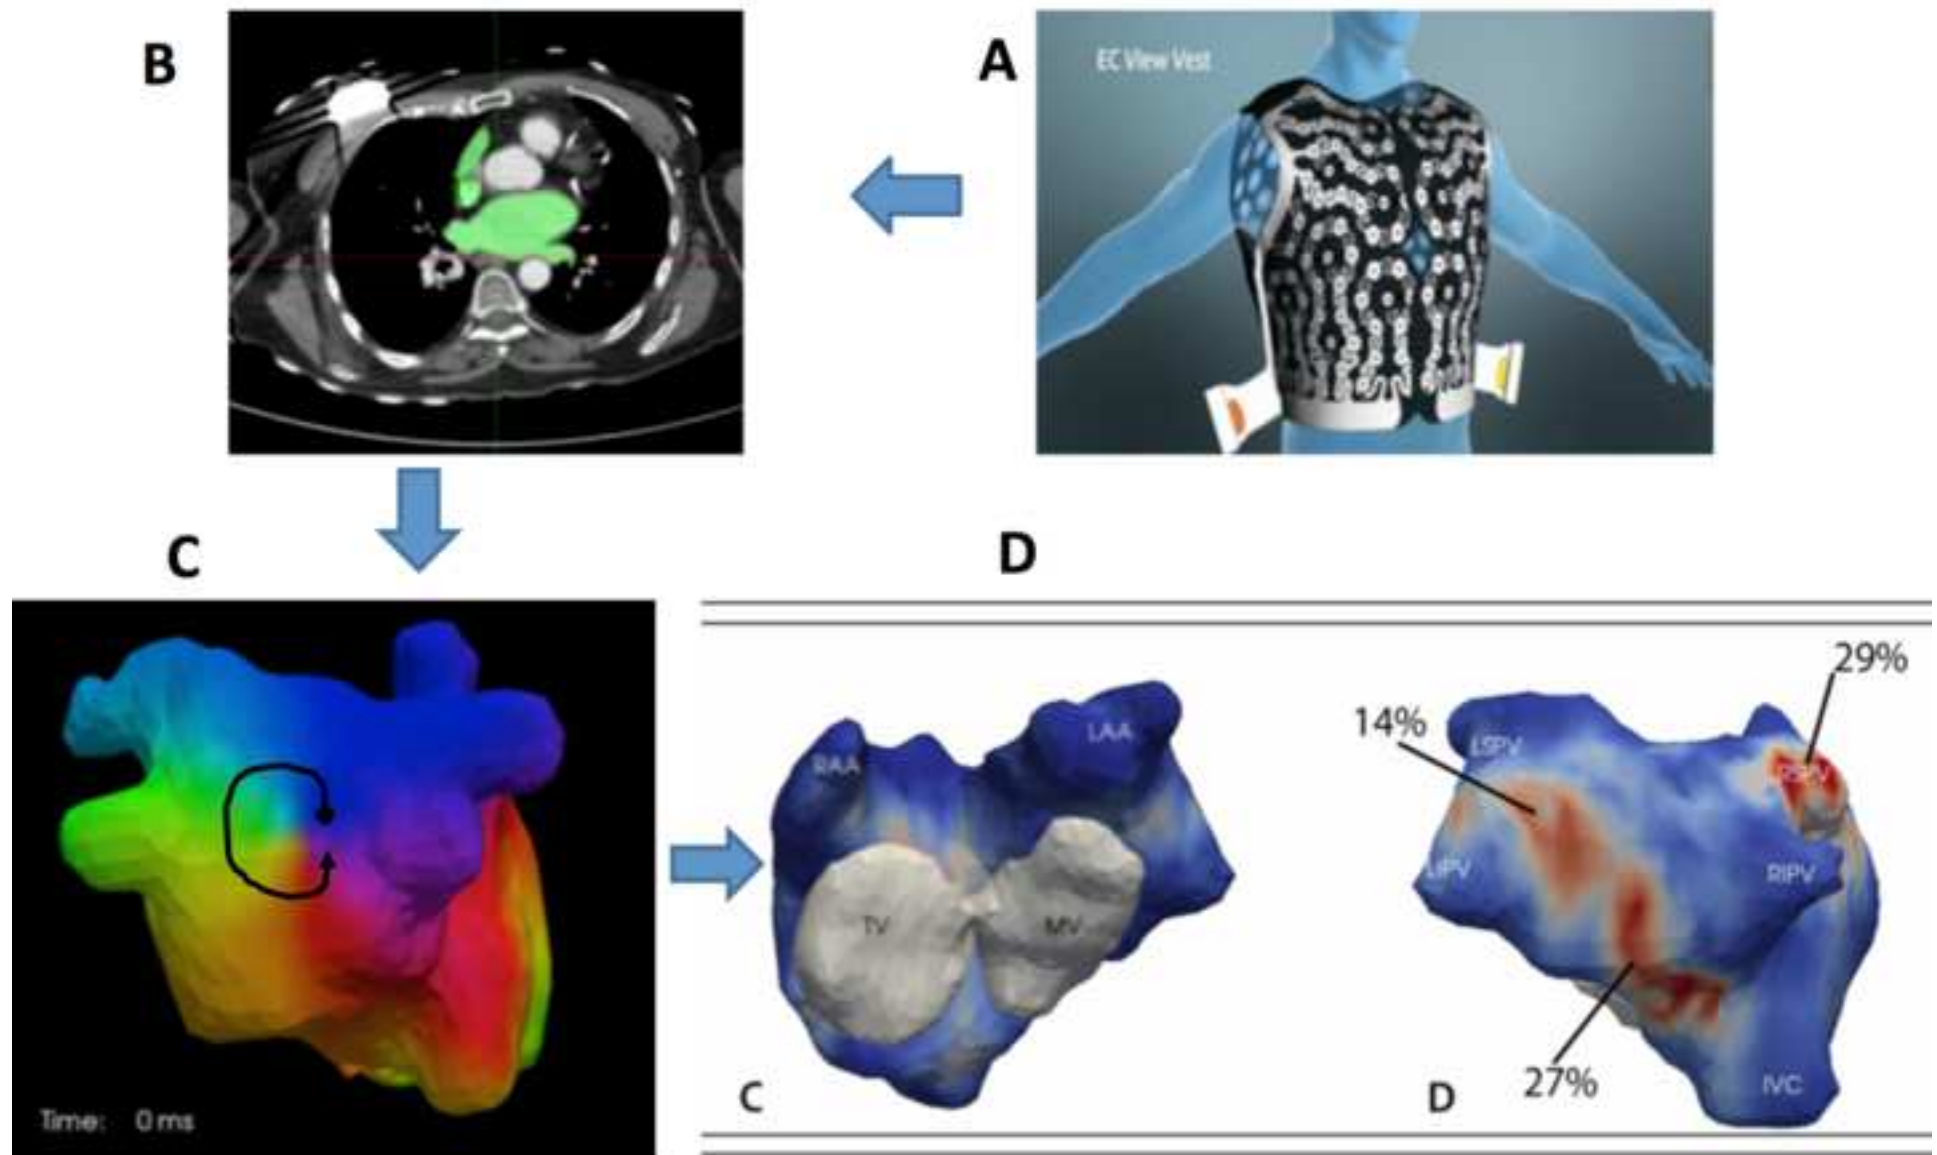 B
A
EC View Vest
C
D
Time: 0 ms
RAA
LAA
TV
MV
C
29%
14%
LSPV
LIPV
RIPV
27%
IVC
D